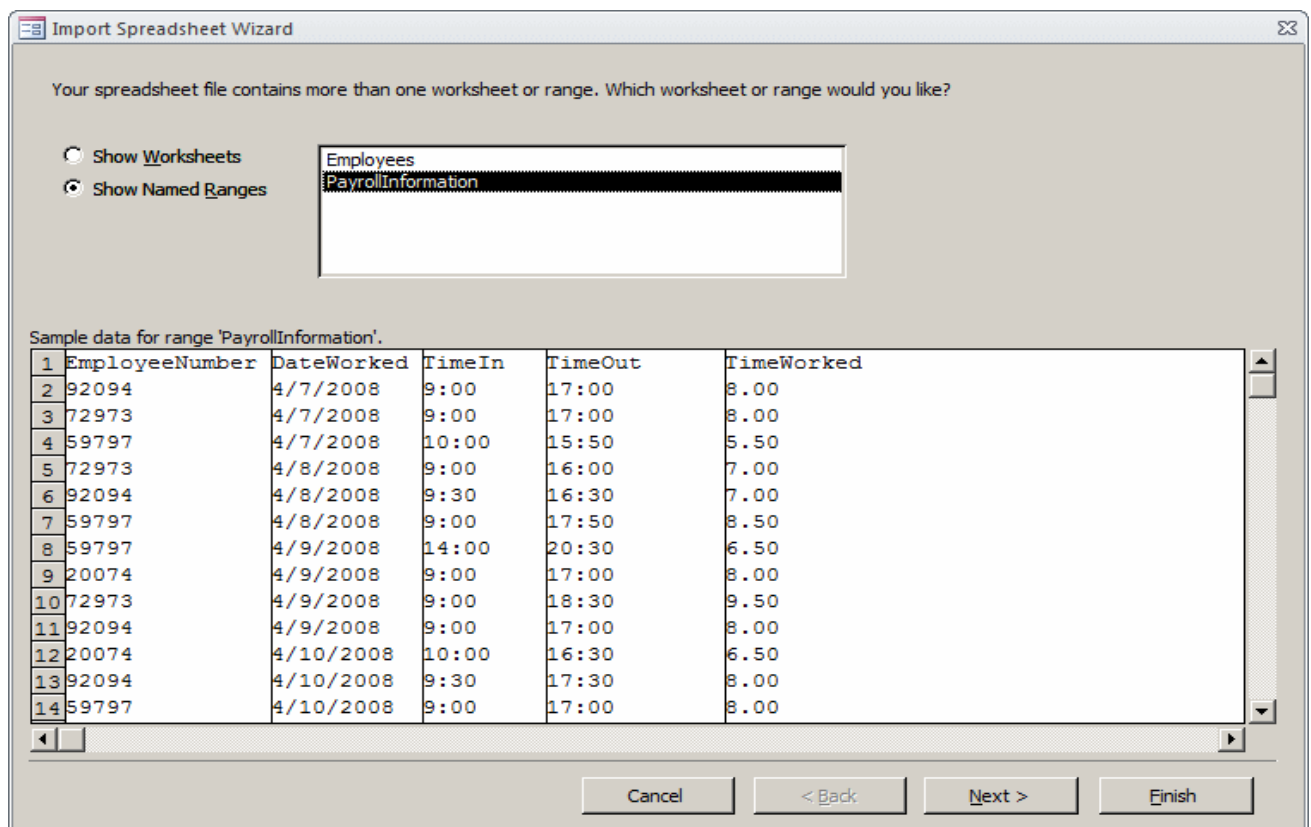 Import Spreadsheet Wizard
Your spreadsheet file contains more than one worksheet or range. Which worksheet or range would you like?
Show Worksheets
Show Named Ranges
Employees
PayrollInformation
Sample data for range 'PayrollInformation'.
1 EmployeeNumber DateWorked TimeIn TimeOut TimeWorked
2 92094 4/7/2008 9:00 17:00 8.00
3 72973 4/7/2008 9:00 17:00 8.00
4 59797 4/7/2008 10:00 15:50 5.50
5 72973 4/8/2008 9:00 16:00 7.00
6 92094 4/8/2008 9:30 16:30 7.00
7 59797 4/8/2008 9:00 17:50 8.50
8 59797 4/9/2008 14:00 20:30 6.50
9 20074 4/9/2008 9:00 17:00 8.00
10 72973 4/9/2008 9:00 18:30 9.50
11 92094 4/9/2008 9:00 17:00 8.00
12 20074 4/10/2008 10:00 16:30 6.50
13 92094 4/10/2008 9:30 17:30 8.00
14 59797 4/10/2008 9:00 17:00 8.00
Cancel < Back Next > Finish